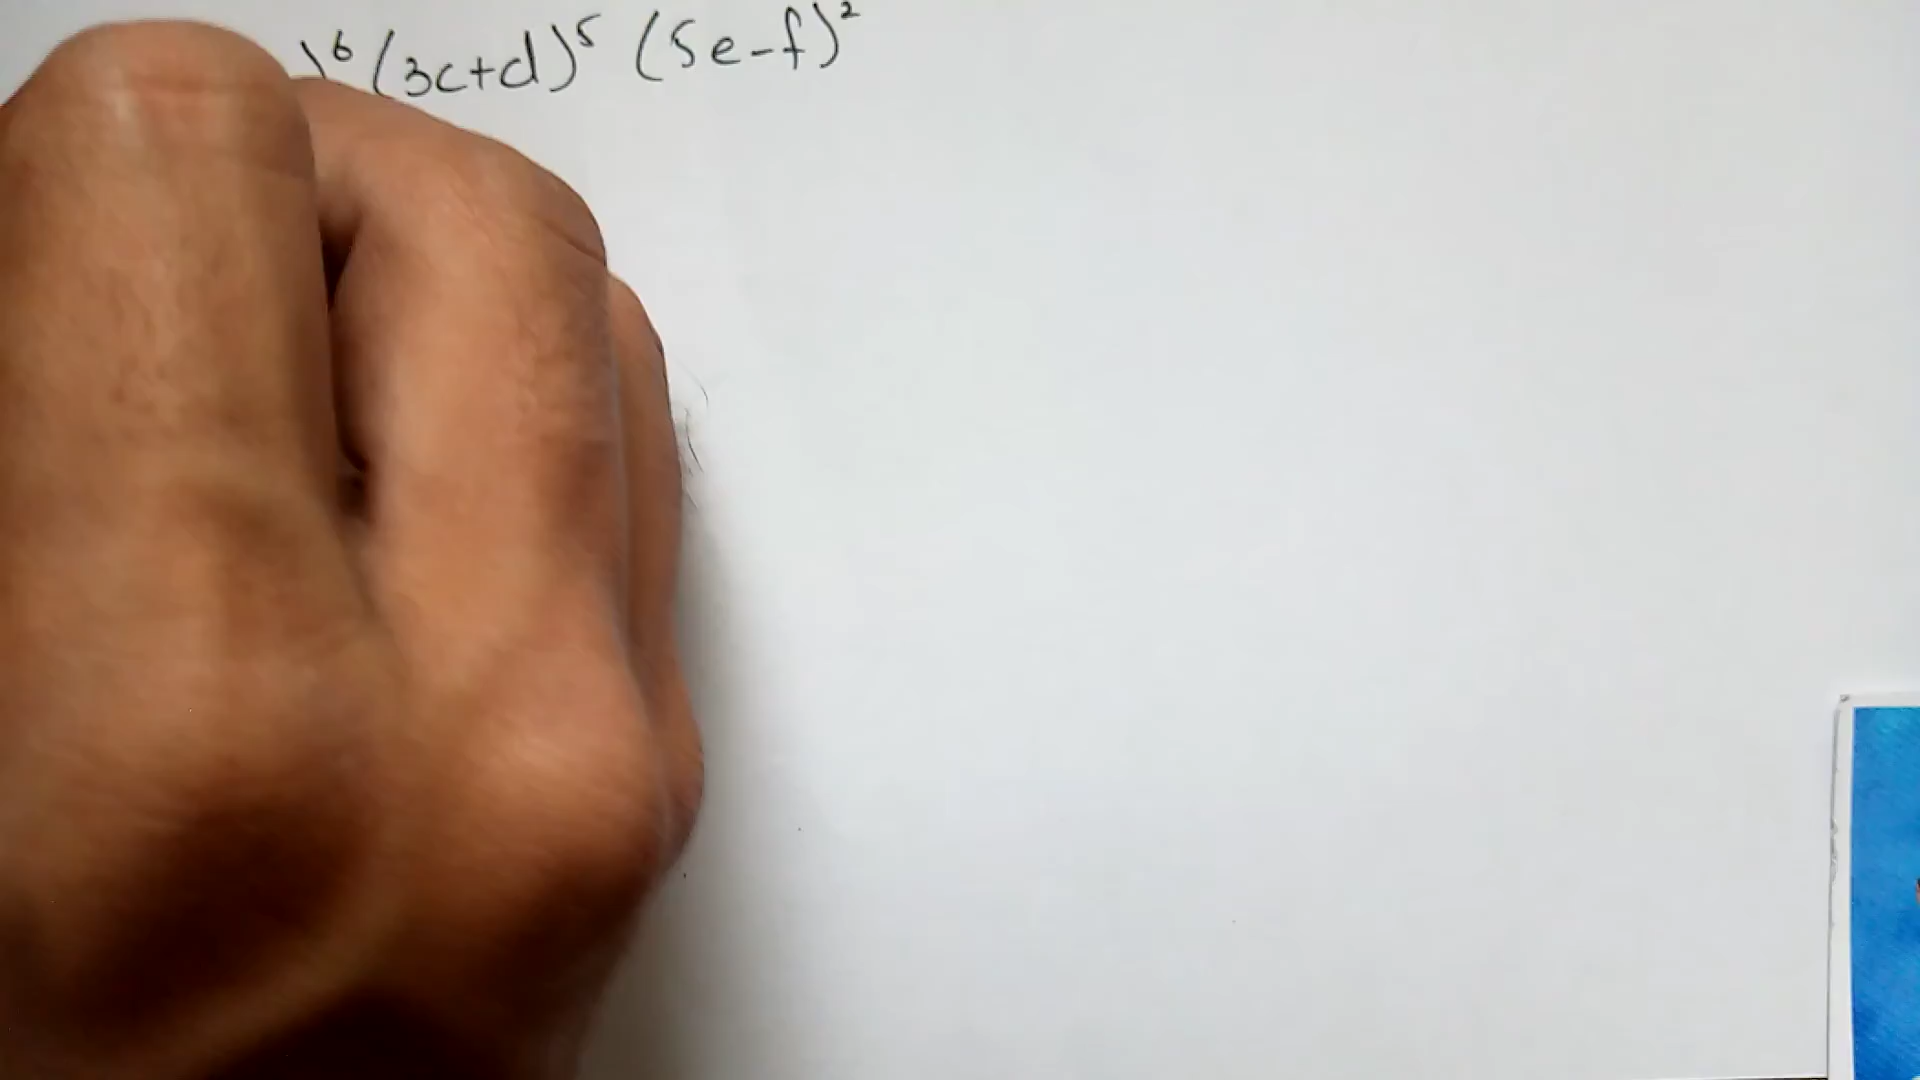 )⁶ (3c+d)⁵ (5e-f)²